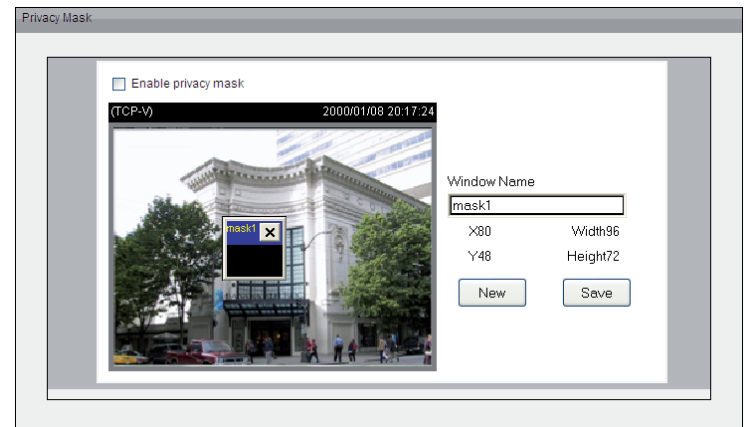 Privacy Mask
Enable privacy mask
(TCP-V) 2000/01/08 20:17:24
mask1
Window Name
mask1
X80 Width96
Y48 Height72
New Save